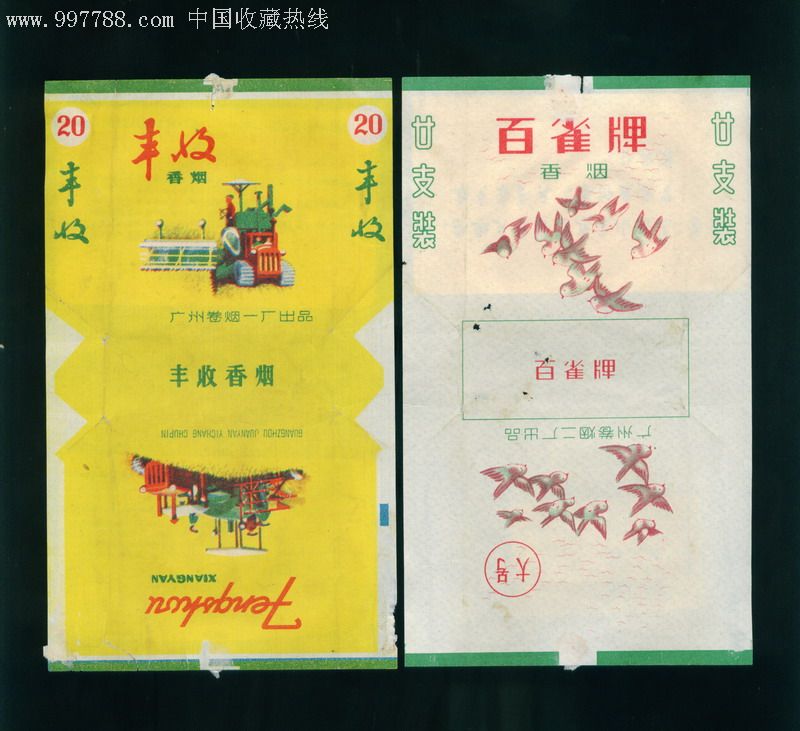 www.997788.com 中国收藏热线
20
20
丰收
香烟
丰收
丰收
广州卷烟一厂出品
丰收香烟
GUANGZHOU JUANYAN YICHANG CHUPIN
Fengshou
XIANGYAN
百雀牌
香烟
廿支装
廿支装
百雀牌
广州卷烟二厂出品
大号